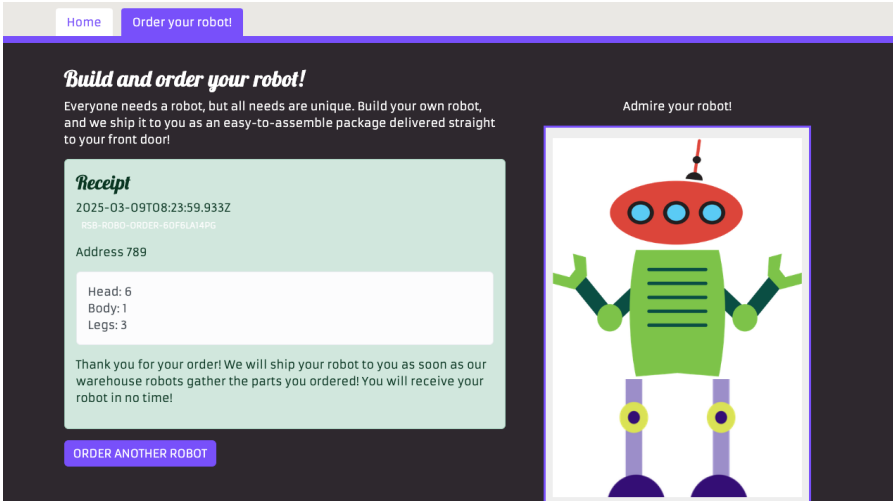 Home
Order your robot!
Build and order your robot!
Everyone needs a robot, but all needs are unique. Build your own robot,
and we ship it to you as an easy-to-assemble package delivered straight
to your front door!
Receipt
2025-03-09T08:23:59.933Z
RSB-ROBO-ORDER-60F6LA14PG
Address 789
Head: 6
Body: 1
Legs: 3
Thank you for your order! We will ship your robot to you as soon as our
warehouse robots gather the parts you ordered! You will receive your
robot in no time!
ORDER ANOTHER ROBOT
Admire your robot!